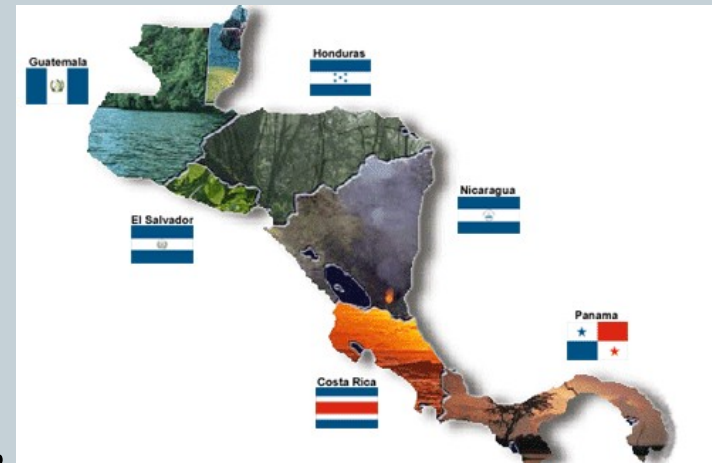 Guatemala
Honduras
Nicaragua
El Salvador
Panama
Costa Rica